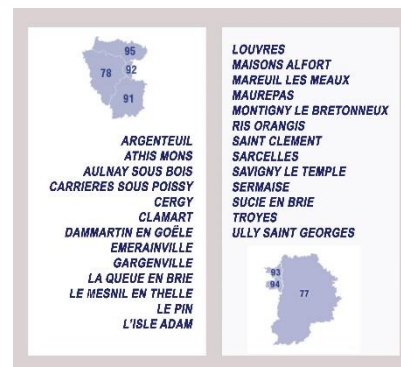 95
78 92
91
ARGENTEUIL
ATHIS MONS
AULNAY SOUS BOIS
CARRIERES SOUS POISSY
CERGY
CLAMART
DAMMARTIN EN GOËLE
EMERAINVILLE
GARGENVILLE
LA QUEUE EN BRIE
LE MESNIL EN THELLE
LE PIN
L'ISLE ADAM
LOUVRES
MAISONS ALFORT
MAREUIL LES MEAUX
MAUREPAS
MONTIGNY LE BRETONNEUX
RIS ORANGIS
SAINT CLEMENT
SARCELLES
SAVIGNY LE TEMPLE
SERMAISE
SUCIE EN BRIE
TROYES
ULLY SAINT GEORGES
93
94 77